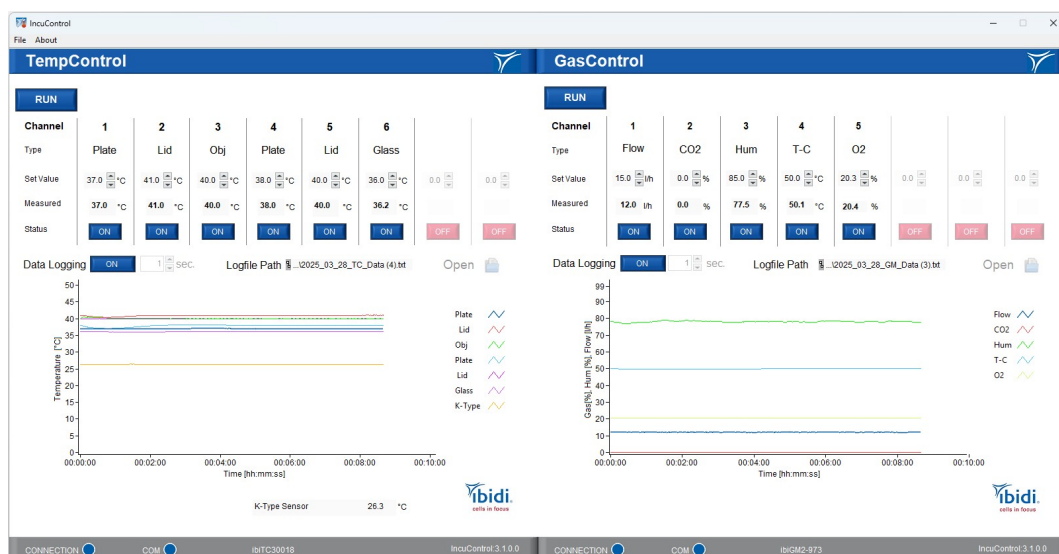 IncuControl
File About
TempControl
RUN
Channel 1 2 3 4 5 6
Type Plate Lid Obj Plate Lid Glass
Set Value 37.0 °C 41.0 °C 40.0 °C 38.0 °C 40.0 °C 36.0 °C 0.0 0.0
Measured 37.0 °C 41.0 °C 40.0 °C 38.0 °C 40.0 °C 36.2 °C
Status ON ON ON ON ON ON OFF OFF
Data Logging ON 1 sec. Logfile Path ...\2025_03_28_TC_Data (4).txt Open
50
45
40
35
30
25
20
15
10
5
0
Temperature [°C]
00:00:00 00:02:00 00:04:00 00:06:00 00:08:00 00:10:00
Time [hh:mm:ss]
Plate
Lid
Obj
Plate
Lid
Glass
K-Type
K-Type Sensor 26.3 °C
ibidi.
cells in focus
CONNECTION COM ibiTC30018 IncuControl:3.1.0.0
GasControl
RUN
Channel 1 2 3 4 5
Type Flow CO2 Hum T-C O2
Set Value 15.0 l/h 0.0 % 85.0 % 50.0 °C 20.3 % 0.0 0.0 0.0
Measured 12.0 l/h 0.0 % 77.5 % 50.1 °C 20.4 %
Status ON ON ON ON ON OFF OFF OFF
Data Logging ON 1 sec. Logfile Path ...\2025_03_28_GM_Data (3).txt Open
99
90
80
70
60
50
40
30
20
10
0
Gas[%], Hum [%], Flow [l/h]
00:00:00 00:02:00 00:04:00 00:06:00 00:08:00 00:10:00
Time [hh:mm:ss]
Flow
CO2
Hum
T-C
O2
ibidi.
cells in focus
CONNECTION COM ibiGM2-973 IncuControl:3.1.0.0